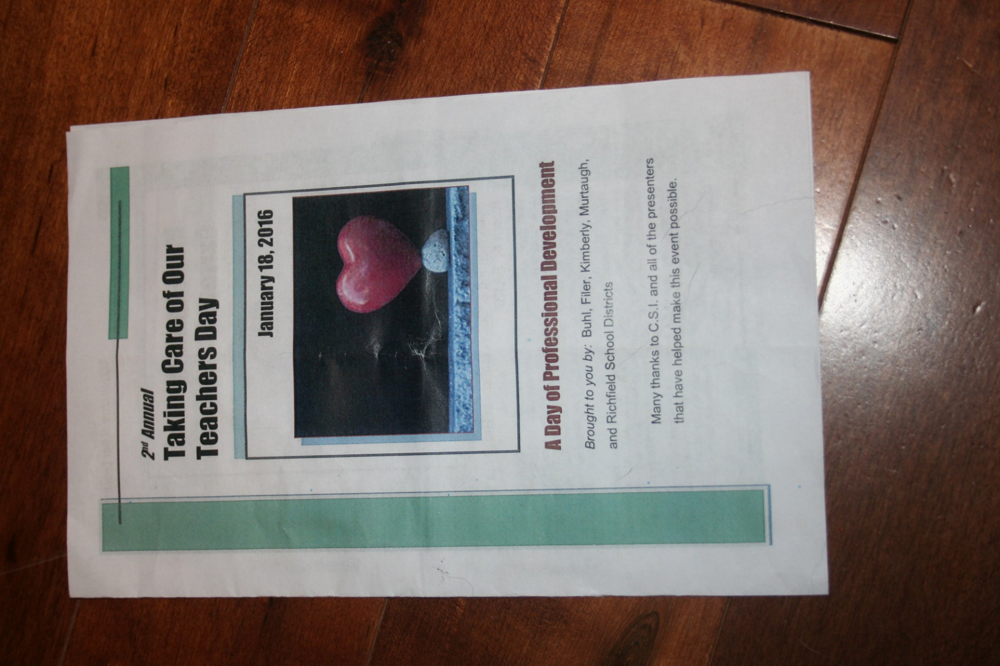 2nd Annual
Taking Care of Our
Teachers Day
January 18, 2016
A Day of Professional Development
Brought to you by: Buhl, Filer, Kimberly, Murtaugh,
and Richfield School Districts
Many thanks to C.S.I. and all of the presenters
that have helped make this event possible.